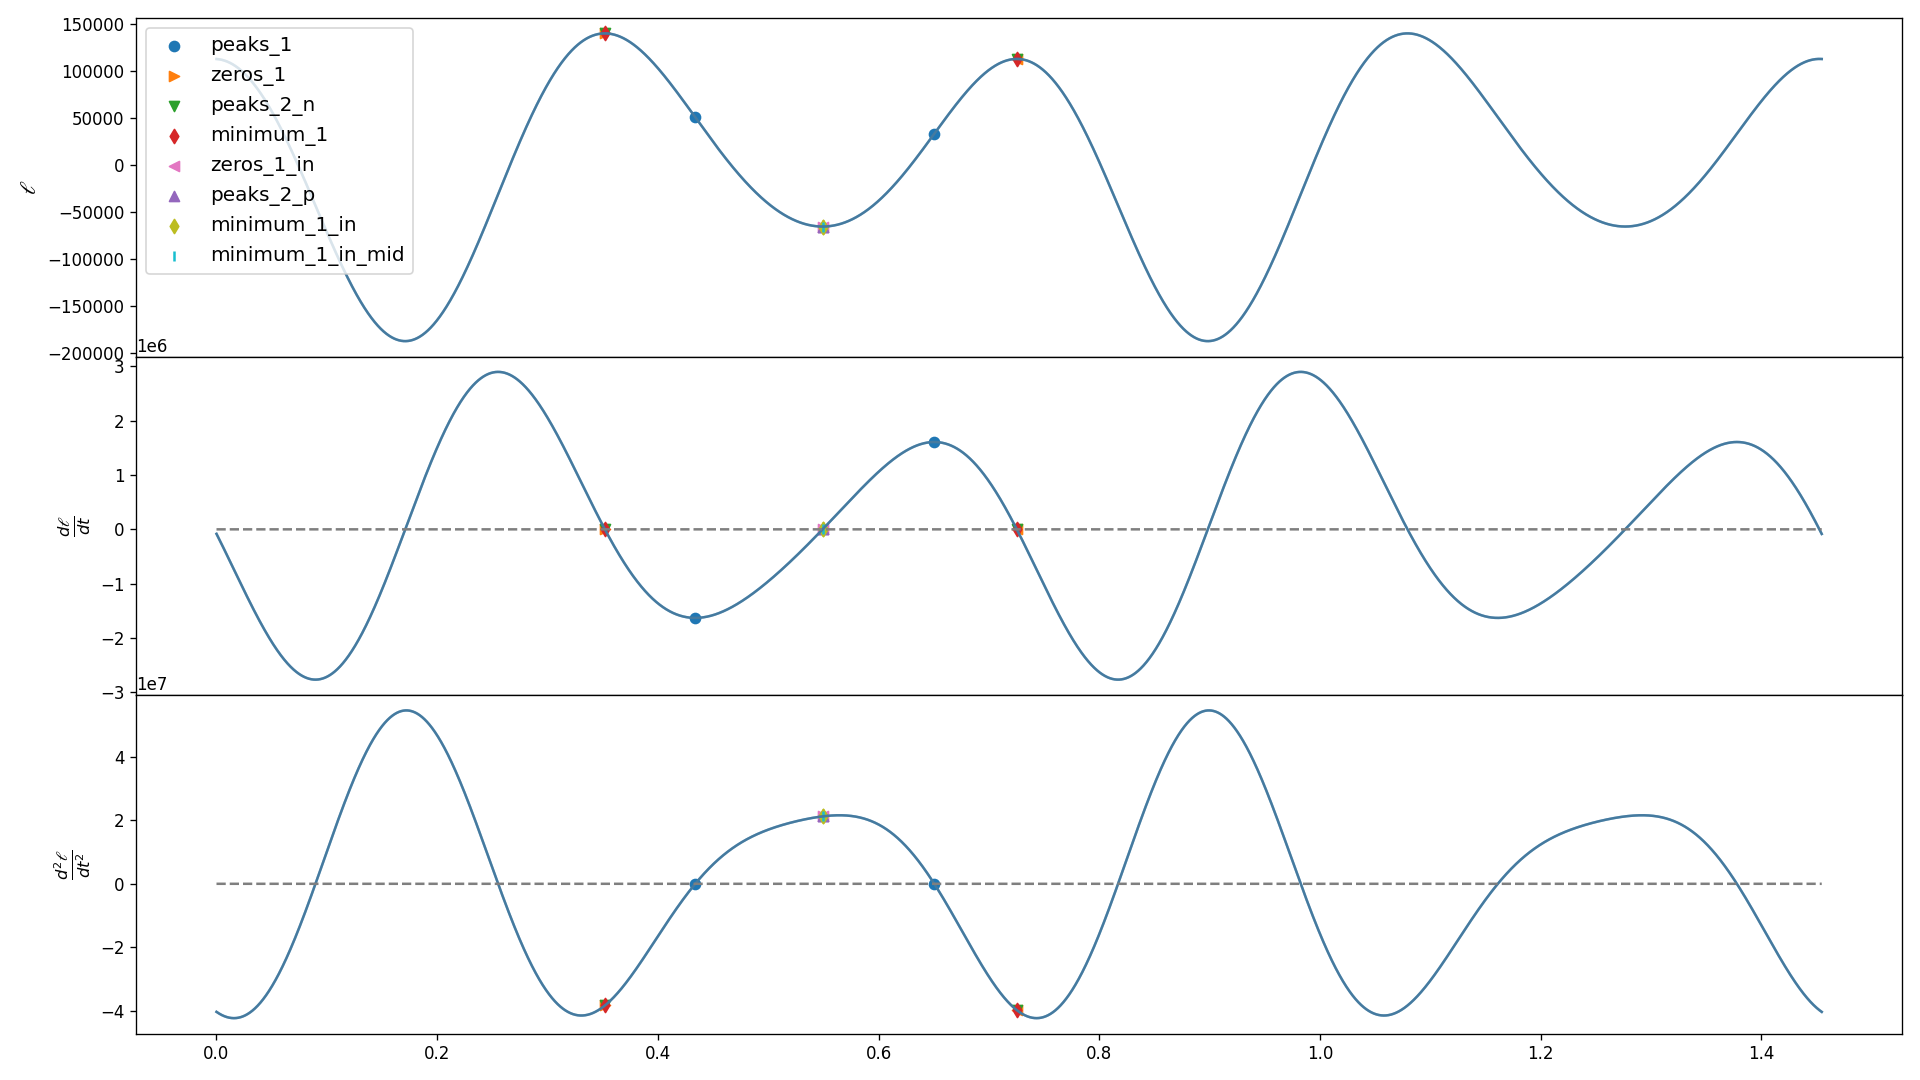 150000
100000
50000
0
−50000
−100000
−150000
−200000
ℓ
peaks_1
zeros_1
peaks_2_n
minimum_1
zeros_1_in
peaks_2_p
minimum_1_in
minimum_1_in_mid
1e6
3
2
1
0
−1
−2
−3
dℓ
dt
1e7
4
2
0
−2
−4
d²ℓ
dt²
0.0 0.2 0.4 0.6 0.8 1.0 1.2 1.4